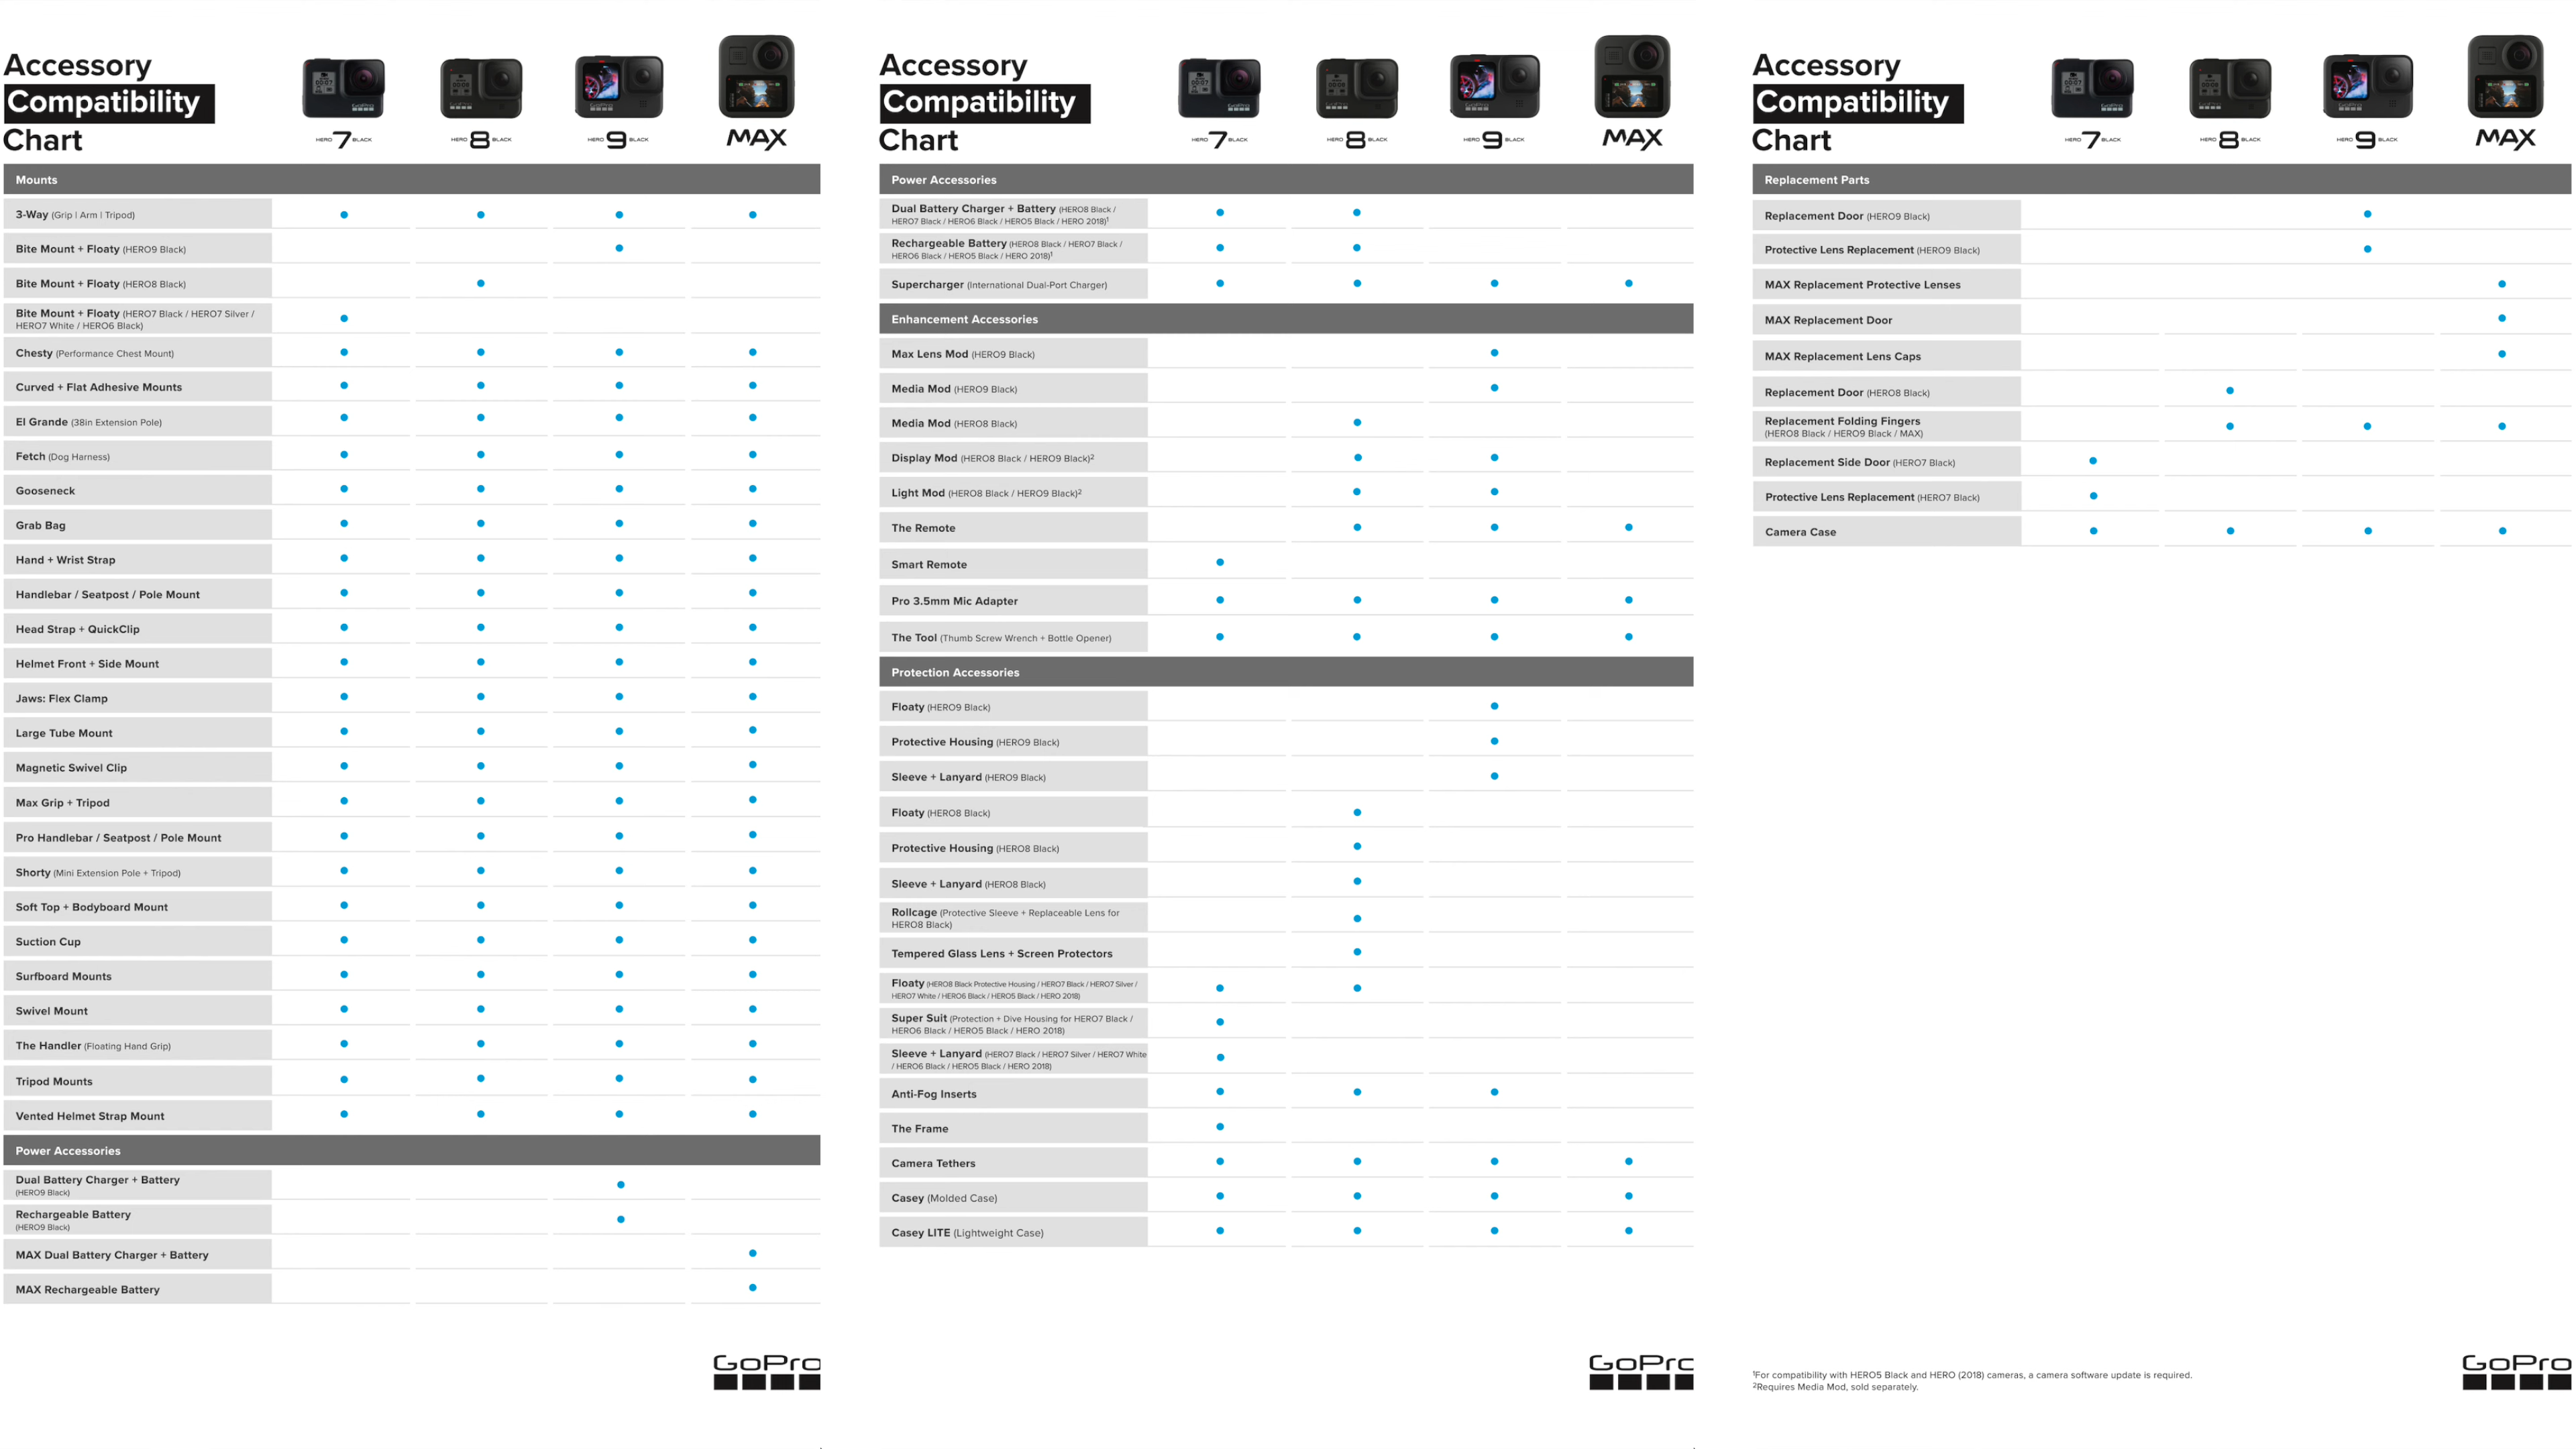 Accessory
Compatibility
Chart
HERO 7 BLACK
HERO 8 BLACK
HERO 9 BLACK
MAX
Mounts
3-Way (Grip | Arm | Tripod)
Bite Mount + Floaty (HERO9 Black)
Bite Mount + Floaty (HERO8 Black)
Bite Mount + Floaty (HERO7 Black / HERO7 Silver /
HERO7 White / HERO6 Black)
Chesty (Performance Chest Mount)
Curved + Flat Adhesive Mounts
El Grande (38in Extension Pole)
Fetch (Dog Harness)
Gooseneck
Grab Bag
Hand + Wrist Strap
Handlebar / Seatpost / Pole Mount
Head Strap + QuickClip
Helmet Front + Side Mount
Jaws: Flex Clamp
Large Tube Mount
Magnetic Swivel Clip
Max Grip + Tripod
Pro Handlebar / Seatpost / Pole Mount
Shorty (Mini Extension Pole + Tripod)
Soft Top + Bodyboard Mount
Suction Cup
Surfboard Mounts
Swivel Mount
The Handler (Floating Hand Grip)
Tripod Mounts
Vented Helmet Strap Mount
Power Accessories
Dual Battery Charger + Battery
(HERO9 Black)
Rechargeable Battery
(HERO9 Black)
MAX Dual Battery Charger + Battery
MAX Rechargeable Battery
GoPro
Accessory
Compatibility
Chart
HERO 7 BLACK
HERO 8 BLACK
HERO 9 BLACK
MAX
Power Accessories
Dual Battery Charger + Battery (HERO8 Black /
HERO7 Black / HERO6 Black / HERO5 Black / HERO 2018)¹
Rechargeable Battery (HERO8 Black / HERO7 Black /
HERO6 Black / HERO5 Black / HERO 2018)¹
Supercharger (International Dual-Port Charger)
Enhancement Accessories
Max Lens Mod (HERO9 Black)
Media Mod (HERO9 Black)
Media Mod (HERO8 Black)
Display Mod (HERO8 Black / HERO9 Black)²
Light Mod (HERO8 Black / HERO9 Black)²
The Remote
Smart Remote
Pro 3.5mm Mic Adapter
The Tool (Thumb Screw Wrench + Bottle Opener)
Protection Accessories
Floaty (HERO9 Black)
Protective Housing (HERO9 Black)
Sleeve + Lanyard (HERO9 Black)
Floaty (HERO8 Black)
Protective Housing (HERO8 Black)
Sleeve + Lanyard (HERO8 Black)
Rollcage (Protective Sleeve + Replaceable Lens for
HERO8 Black)
Tempered Glass Lens + Screen Protectors
Floaty (HERO8 Black Protective Housing / HERO7 Black / HERO7 Silver /
HERO7 White / HERO6 Black / HERO5 Black / HERO 2018)
Super Suit (Protection + Dive Housing for HERO7 Black /
HERO6 Black / HERO5 Black / HERO 2018)
Sleeve + Lanyard (HERO7 Black / HERO7 Silver / HERO7 White
/ HERO6 Black / HERO5 Black / HERO 2018)
Anti-Fog Inserts
The Frame
Camera Tethers
Casey (Molded Case)
Casey LITE (Lightweight Case)
GoPro
Accessory
Compatibility
Chart
HERO 7 BLACK
HERO 8 BLACK
HERO 9 BLACK
MAX
Replacement Parts
Replacement Door (HERO9 Black)
Protective Lens Replacement (HERO9 Black)
MAX Replacement Protective Lenses
MAX Replacement Door
MAX Replacement Lens Caps
Replacement Door (HERO8 Black)
Replacement Folding Fingers
(HERO8 Black / HERO9 Black / MAX)
Replacement Side Door (HERO7 Black)
Protective Lens Replacement (HERO7 Black)
Camera Case
¹For compatibility with HERO5 Black and HERO (2018) cameras, a camera software update is required.
²Requires Media Mod, sold separately.
GoPro